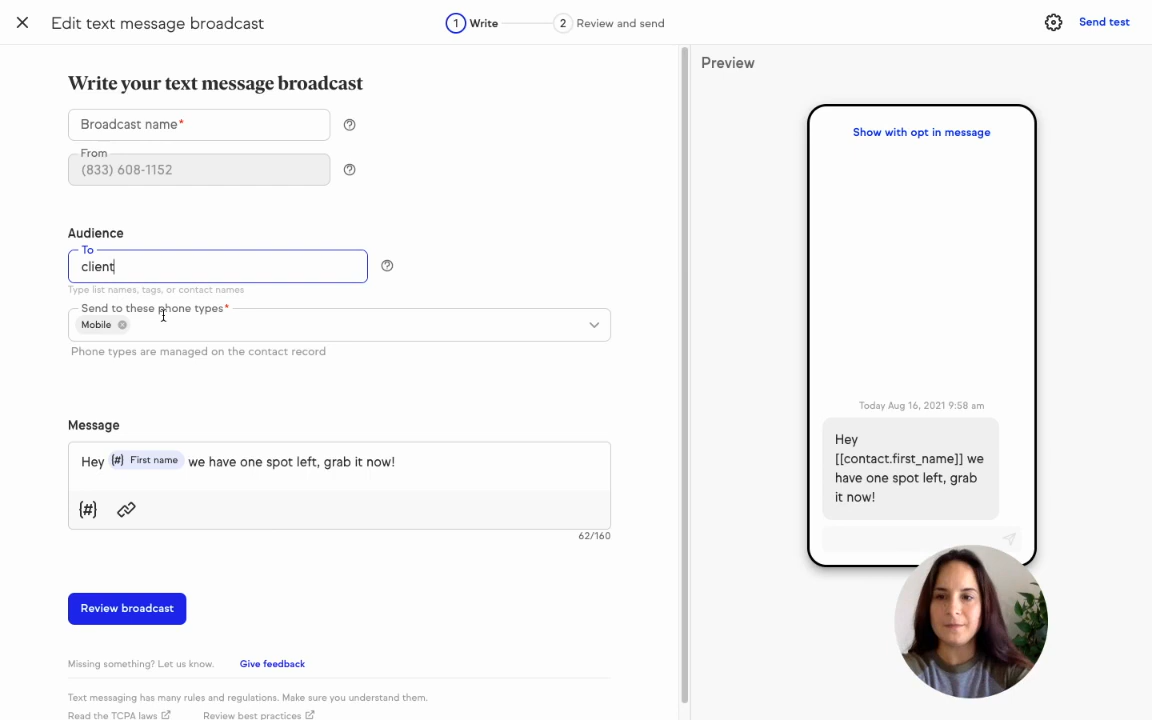 Edit text message broadcast
1 Write
2 Review and send
Send test
Write your text message broadcast
Broadcast name*
From
(833) 608-1152
Audience
To
client
Type list names, tags, or contact names
Send to these phone types*
Mobile
Phone types are managed on the contact record
Message
Hey {#} First name we have one spot left, grab it now!
{#}
62/160
Review broadcast
Missing something? Let us know. Give feedback
Text messaging has many rules and regulations. Make sure you understand them.
Read the TCPA laws Review best practices
Preview
Show with opt in message
Today Aug 16, 2021 9:58 am
Hey
[[contact.first_name]] we
have one spot left, grab
it now!